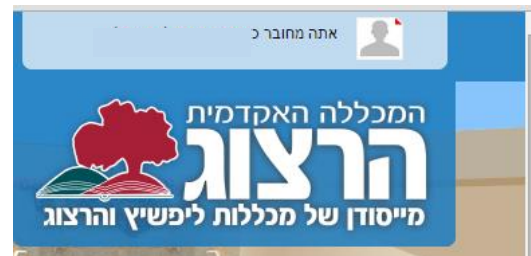 אתה מחובר כ
המכללה האקדמית
הרצוג
מייסודן של מכללות ליפשיץ והרצוג